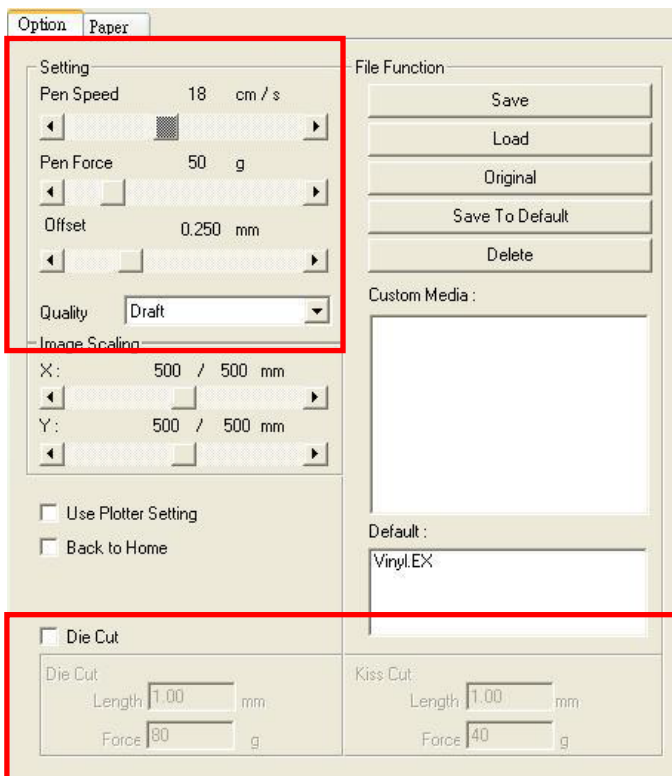 Option Paper
Setting
Pen Speed 18 cm / s
Pen Force 50 g
Offset 0.250 mm
Quality Draft
Image Scaling
X : 500 / 500 mm
Y : 500 / 500 mm
Use Plotter Setting
Back to Home
File Function
Save
Load
Original
Save To Default
Delete
Custom Media :
Default :
Vinyl.EX
Die Cut
Die Cut
Length 1.00 mm
Force 80 g
Kiss Cut
Length 1.00 mm
Force 40 g